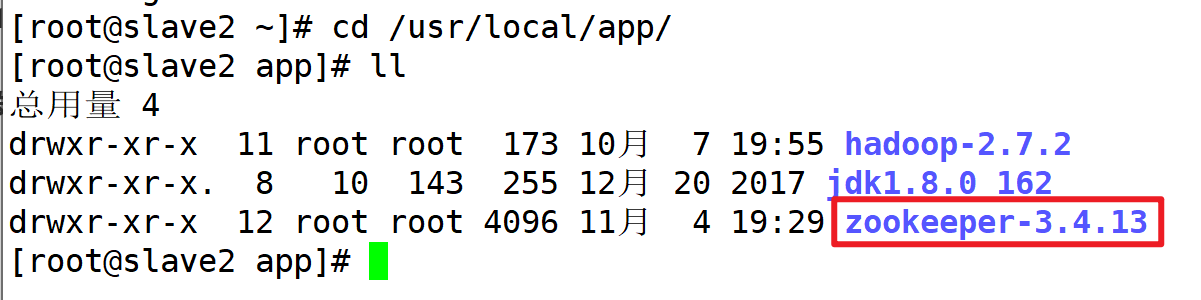 [root@slave2 ~]# cd /usr/local/app/
[root@slave2 app]# ll
总用量 4
drwxr-xr-x  11 root root  173 10月  7 19:55 hadoop-2.7.2
drwxr-xr-x.  8   10  143  255 12月 20 2017 jdk1.8.0_162
drwxr-xr-x  12 root root 4096 11月  4 19:29 zookeeper-3.4.13
[root@slave2 app]#